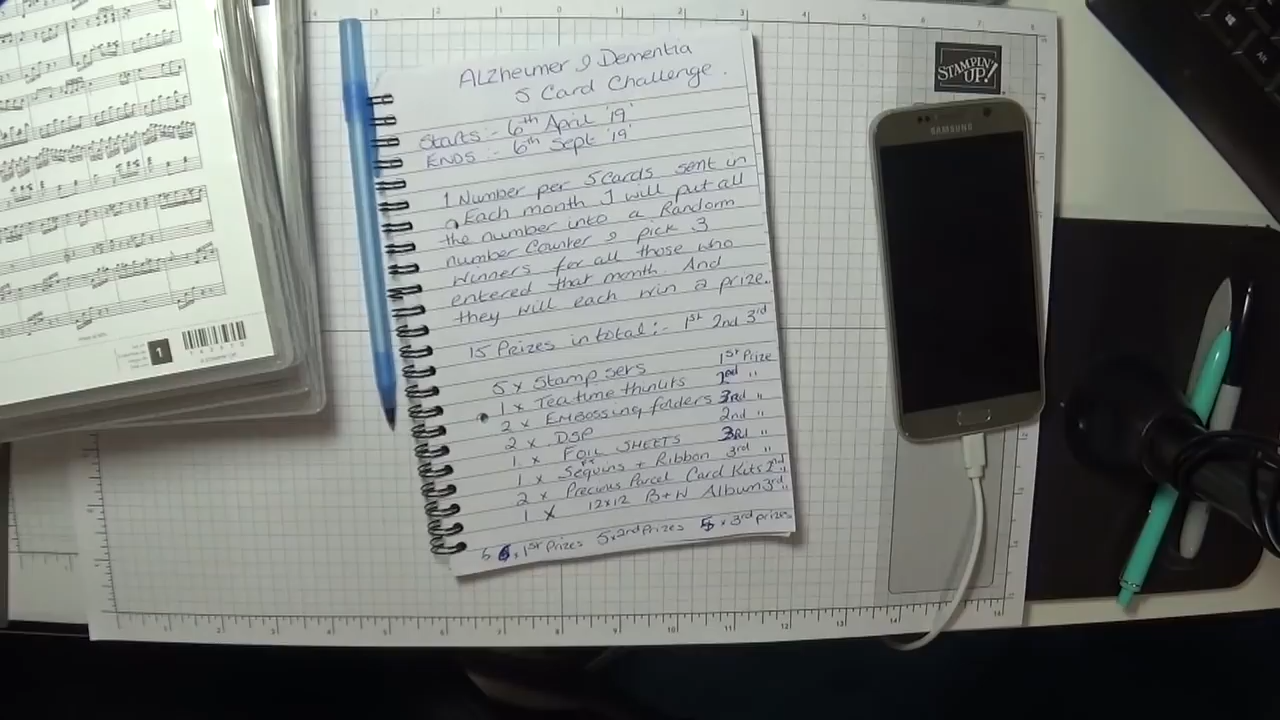 ALZheimer & Dementia
5 Card Challenge.
Starts:- 6th April '19'
ENDS :- 6th Sept '19'
1 Number per 5 Cards sent in
Each month I will put all
the number into a Random
number Counter & pick 3
Winners for all those who
entered that month. And
they will each win a prize..
15 Prizes in total:- 1st 2nd 3rd
5 x Stamp sets 1st Prize
1 x Teatime thinlits 2nd "
2 x Embossing folders 3rd "
2 x DSP 2nd "
1 x FOIL SHEETS 3rd "
1 x Sequins + Ribbon 3rd "
2 x Precious Parcel Card Kits 2nd "
1 x 12x12 B+W Album 3rd "
5 x 1st Prizes 5x2nd Prizes 5 x 3rd prizes
STAMPIN' UP!
SAMSUNG
1
Alt